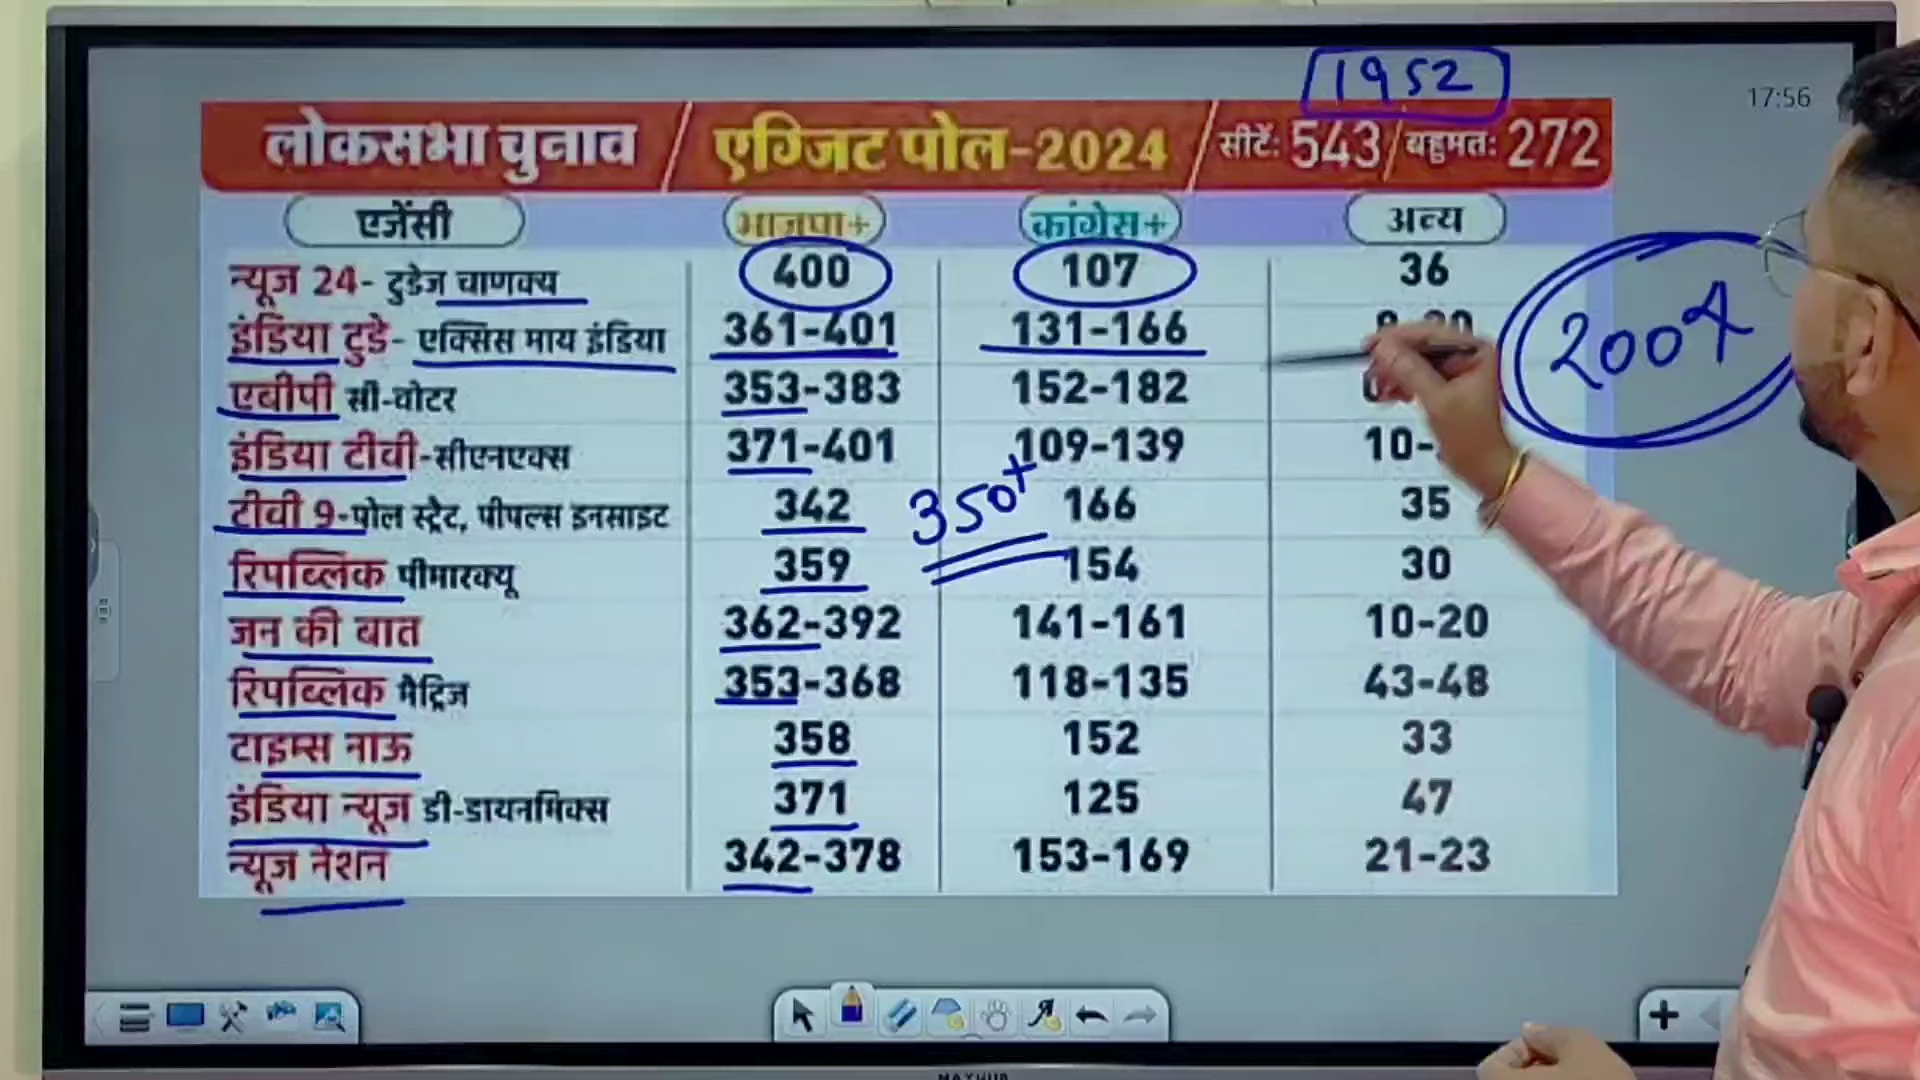 1952
17:56
लोकसभा चुनाव / एग्जिट पोल-2024 / सीटें: 543 / बहुमत: 272
एजेंसी भाजपा+ कांग्रेस+ अन्य
न्यूज 24- टुडेज चाणक्य 400 107 36
2004
इंडिया टुडे- एक्सिस माय इंडिया 361-401 131-166
एबीपी सी-वोटर 353-383 152-182
इंडिया टीवी-सीएनएक्स 371-401 109-139 10-
350+
टीवी 9-पोल स्ट्रैट, पीपल्स इनसाइट 342 166 35
रिपब्लिक पीमारक्यू 359 154 30
जन की बात 362-392 141-161 10-20
रिपब्लिक मैट्रिज 353-368 118-135 43-48
टाइम्स नाऊ 358 152 33
इंडिया न्यूज डी-डायनमिक्स 371 125 47
न्यूज नेशन 342-378 153-169 21-23